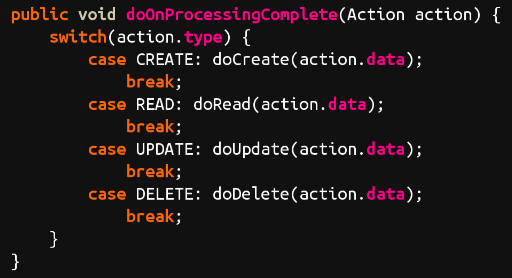 public void doOnProcessingComplete(Action action) {
    switch(action.type) {
        case CREATE: doCreate(action.data);
            break;
        case READ: doRead(action.data);
            break;
        case UPDATE: doUpdate(action.data);
            break;
        case DELETE: doDelete(action.data);
            break;
    }
}